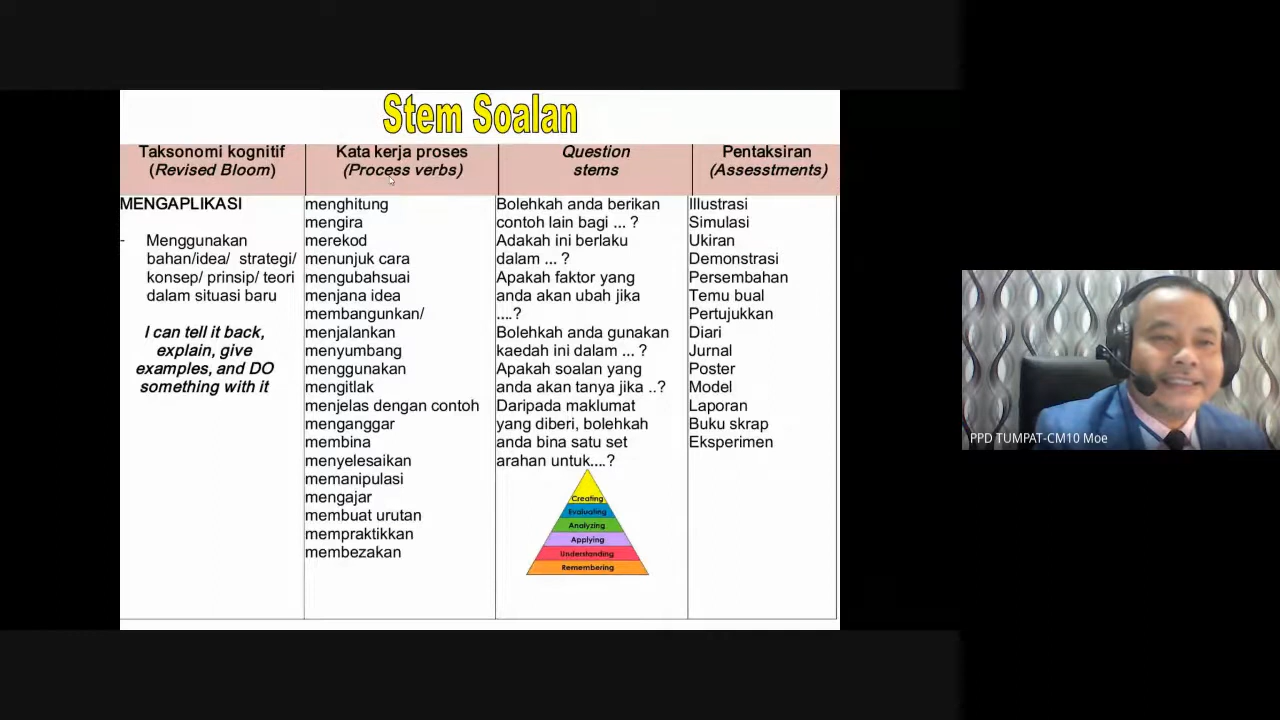 Stem Soalan
Taksonomi kognitif
(Revised Bloom)
Kata kerja proses
(Process verbs)
Question
stems
Pentaksiran
(Assesstments)
MENGAPLIKASI
- Menggunakan
bahan/idea/ strategi/
konsep/ prinsip/ teori
dalam situasi baru
I can tell it back,
explain, give
examples, and DO
something with it
menghitung
mengira
merekod
menunjuk cara
mengubahsuai
menjana idea
membangunkan/
menjalankan
menyumbang
menggunakan
mengitlak
menjelas dengan contoh
menganggar
membina
menyelesaikan
memanipulasi
mengajar
membuat urutan
mempraktikkan
membezakan
Bolehkah anda berikan
contoh lain bagi ... ?
Adakah ini berlaku
dalam ... ?
Apakah faktor yang
anda akan ubah jika
....?
Bolehkah anda gunakan
kaedah ini dalam ... ?
Apakah soalan yang
anda akan tanya jika ..?
Daripada maklumat
yang diberi, bolehkah
anda bina satu set
arahan untuk....?
Creating
Evaluating
Analyzing
Applying
Understanding
Remembering
Illustrasi
Simulasi
Ukiran
Demonstrasi
Persembahan
Temu bual
Pertujukkan
Diari
Jurnal
Poster
Model
Laporan
Buku skrap
Eksperimen
PPD TUMPAT-CM10 Moe